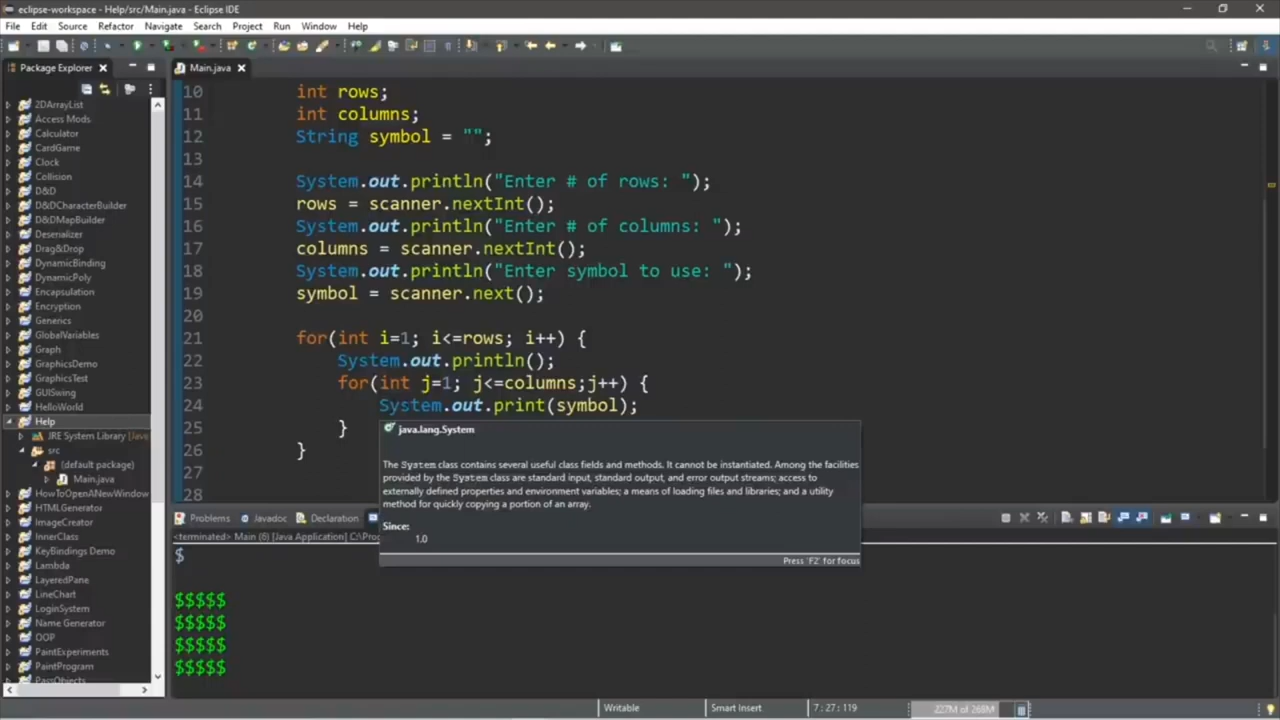 eclipse-workspace - Help/src/Main.java - Eclipse IDE
File Edit Source Refactor Navigate Search Project Run Window Help
Package Explorer
Main.java
2DArrayList
Access Mods
Calculator
CardGame
Clock
Collision
D&D
D&DCharacterBuilder
D&DMapBuilder
Deserializer
Drag&Drop
DynamicBinding
DynamicPoly
Encapsulation
Encryption
Generics
GlobalVariables
Graph
GraphicsDemo
GraphicsTest
GUISwing
HelloWorld
Help
JRE System Library [Java
src
(default package)
Main.java
HowToOpenANewWindow
HTMLGenerator
ImageCreator
InnerClass
KeyBindings Demo
Lambda
LayeredPane
LineChart
LoginSystem
Name Generator
OOP
PaintExperiments
PaintProgram
PassObjects
10 int rows;
11 int columns;
12 String symbol = "";
13
14 System.out.println("Enter # of rows: ");
15 rows = scanner.nextInt();
16 System.out.println("Enter # of columns: ");
17 columns = scanner.nextInt();
18 System.out.println("Enter symbol to use: ");
19 symbol = scanner.next();
20
21 for(int i=1; i<=rows; i++) {
22 System.out.println();
23 for(int j=1; j<=columns;j++) {
24 System.out.print(symbol);
25 }
26 }
27
28
java.lang.System
The System class contains several useful class fields and methods. It cannot be instantiated. Among the facilities
provided by the System class are standard input, standard output, and error output streams; access to
externally defined properties and environment variables; a means of loading files and libraries; and a utility
method for quickly copying a portion of an array.
Since:
1.0
Press 'F2' for focus
Problems Javadoc Declaration
<terminated> Main (6) [Java Application] C:\Pro
$
$$$$$
$$$$$
$$$$$
$$$$$
Writable Smart Insert 7 : 27 : 119 227M of 268M